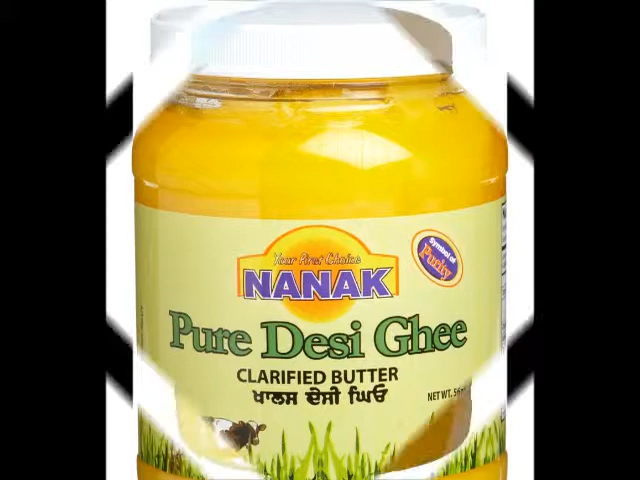 Your First Choice
NANAK
Symbol of
Purity
Pure Desi Ghee
CLARIFIED BUTTER
ਖਾਲਸ ਦੇਸੀ ਘਿਓ
NET WT.